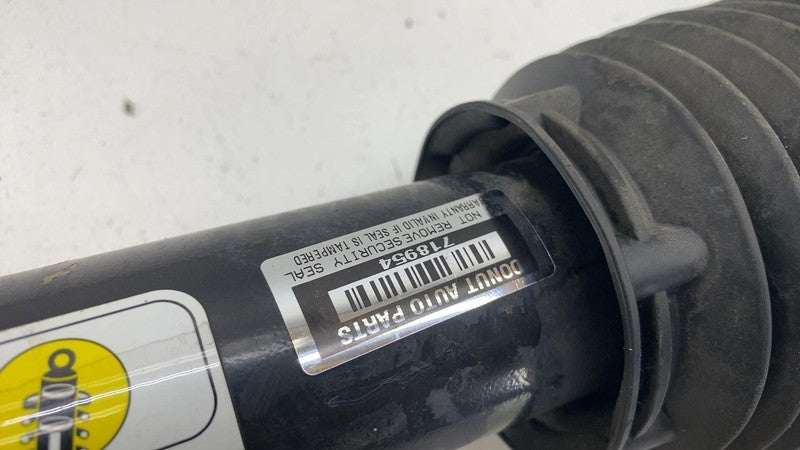 DONUT AUTO PARTS
718954
NOT REMOVE SECURITY SEAL
WARRANTY INVALID IF SEAL IS TAMPERED